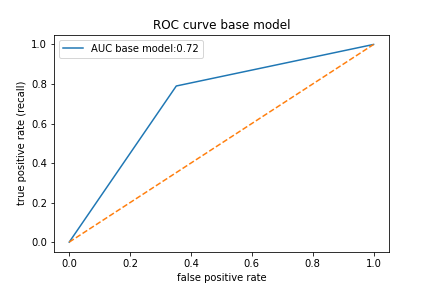 ROC curve base model
AUC base model:0.72
1.0
0.8
0.6
0.4
0.2
0.0
true positive rate (recall)
0.0 0.2 0.4 0.6 0.8 1.0
false positive rate